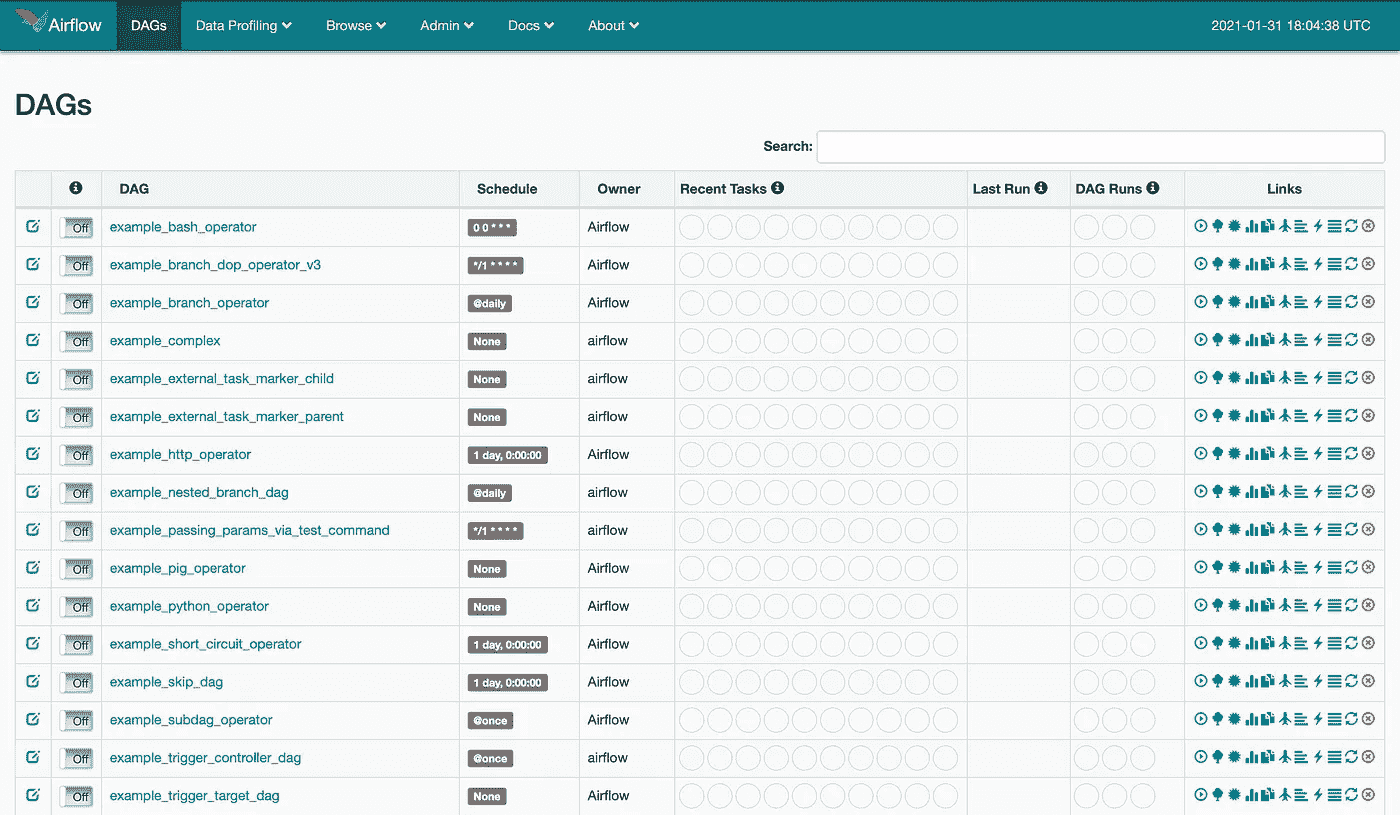 Airflow DAGs Data Profiling Browse Admin Docs About 2021-01-31 18:04:38 UTC
DAGs
Search:
DAG Schedule Owner Recent Tasks Last Run DAG Runs Links
Off example_bash_operator 0 0 * * * Airflow
Off example_branch_dop_operator_v3 */1 * * * * Airflow
Off example_branch_operator @daily Airflow
Off example_complex None airflow
Off example_external_task_marker_child None airflow
Off example_external_task_marker_parent None airflow
Off example_http_operator 1 day, 0:00:00 Airflow
Off example_nested_branch_dag @daily airflow
Off example_passing_params_via_test_command */1 * * * * airflow
Off example_pig_operator None Airflow
Off example_python_operator None Airflow
Off example_short_circuit_operator 1 day, 0:00:00 Airflow
Off example_skip_dag 1 day, 0:00:00 Airflow
Off example_subdag_operator @once Airflow
Off example_trigger_controller_dag @once airflow
Off example_trigger_target_dag None Airflow